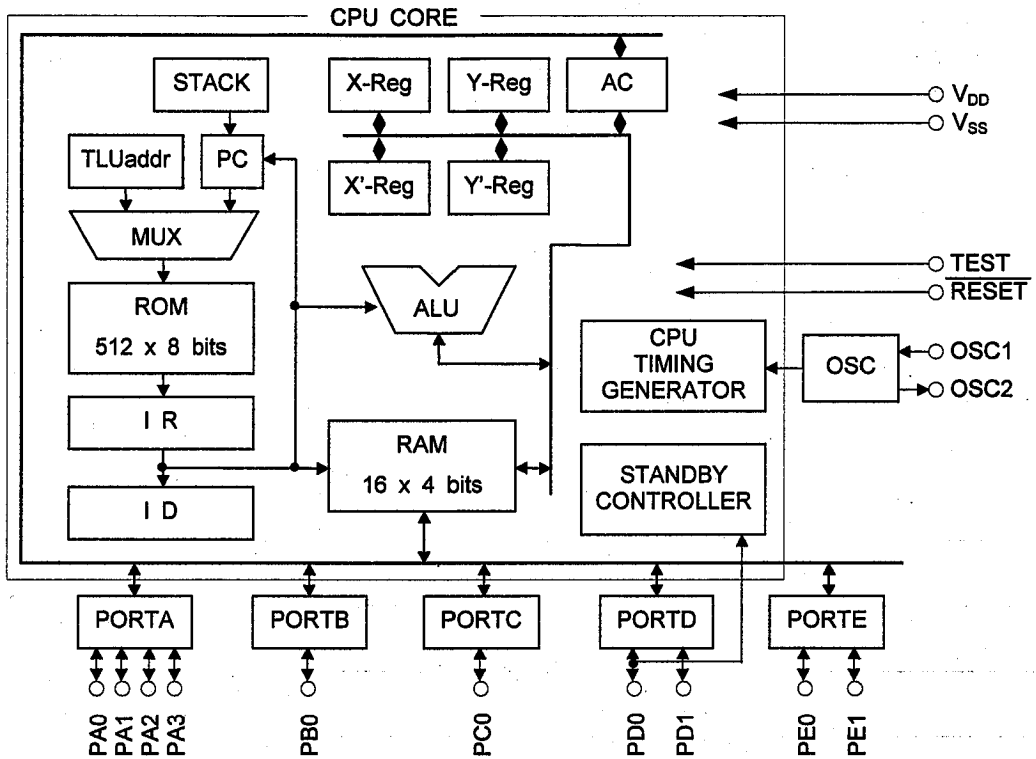 CPU CORE
STACK
X-Reg
Y-Reg
AC
VDD
VSS
TLUaddr
PC
X'-Reg
Y'-Reg
MUX
TEST
RESET
ROM
512 x 8 bits
ALU
CPU
TIMING
GENERATOR
OSC
OSC1
OSC2
I R
RAM
16 x 4 bits
STANDBY
CONTROLLER
I D
PORTA
PORTB
PORTC
PORTD
PORTE
PA0
PA1
PA2
PA3
PB0
PC0
PD0
PD1
PE0
PE1